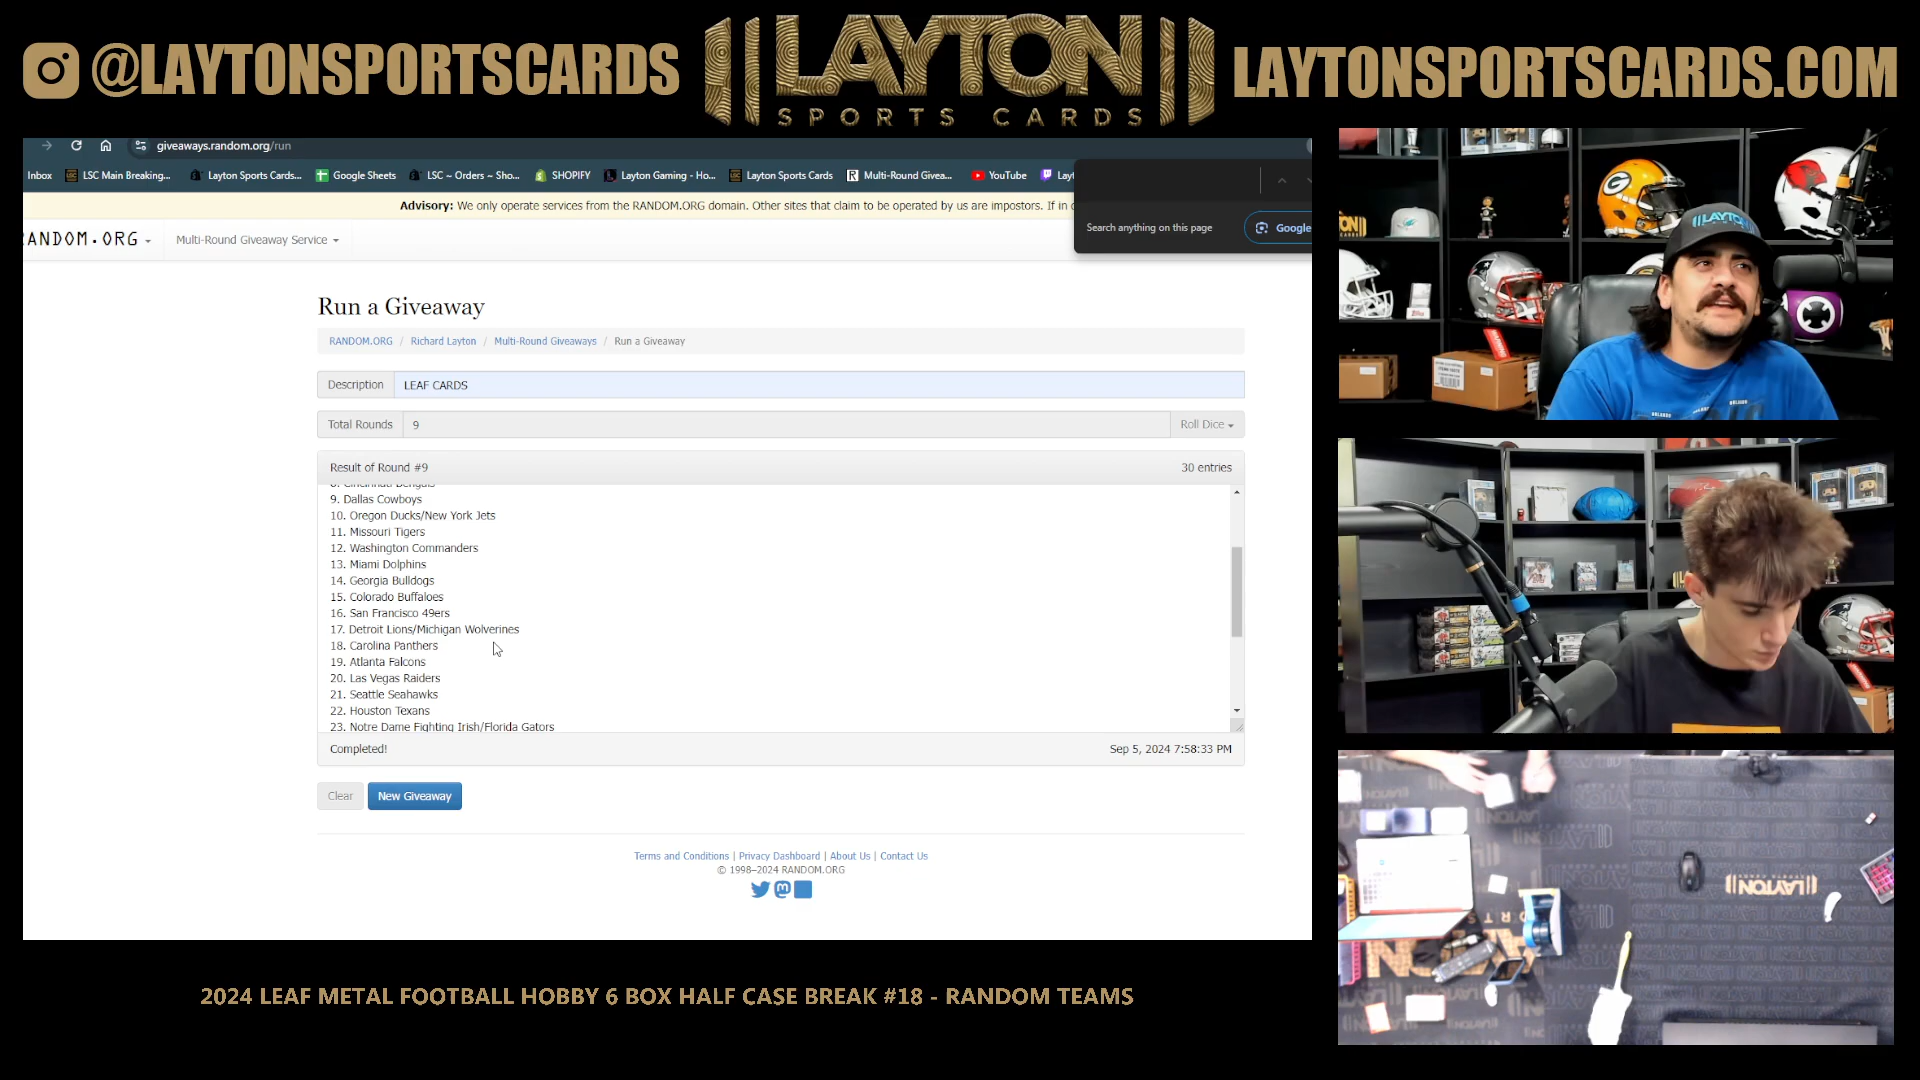 @LAYTONSPORTSCARDS
LAYTON
SPORTS CARDS
LAYTONSPORTSCARDS.COM
giveaways.random.org/run
Inbox
LSC Main Breaking...
Layton Sports Cards...
Google Sheets
LSC ~ Orders ~ Sho...
SHOPIFY
Layton Gaming - Ho...
Layton Sports Cards
Multi-Round Givea...
YouTube
Layt
Advisory: We only operate services from the RANDOM.ORG domain. Other sites that claim to be operated by us are impostors. If in
Search anything on this page
Google
RANDOM.ORG
Multi-Round Giveaway Service
Run a Giveaway
RANDOM.ORG / Richard Layton / Multi-Round Giveaways / Run a Giveaway
Description LEAF CARDS
Total Rounds 9 Roll Dice
Result of Round #9 30 entries
8. Cincinnati Bengals
9. Dallas Cowboys
10. Oregon Ducks/New York Jets
11. Missouri Tigers
12. Washington Commanders
13. Miami Dolphins
14. Georgia Bulldogs
15. Colorado Buffaloes
16. San Francisco 49ers
17. Detroit Lions/Michigan Wolverines
18. Carolina Panthers
19. Atlanta Falcons
20. Las Vegas Raiders
21. Seattle Seahawks
22. Houston Texans
23. Notre Dame Fighting Irish/Florida Gators
Completed! Sep 5, 2024 7:58:33 PM
Clear New Giveaway
Terms and Conditions | Privacy Dashboard | About Us | Contact Us
© 1998–2024 RANDOM.ORG
2024 LEAF METAL FOOTBALL HOBBY 6 BOX HALF CASE BREAK #18 - RANDOM TEAMS
LAYTON
LAYTON